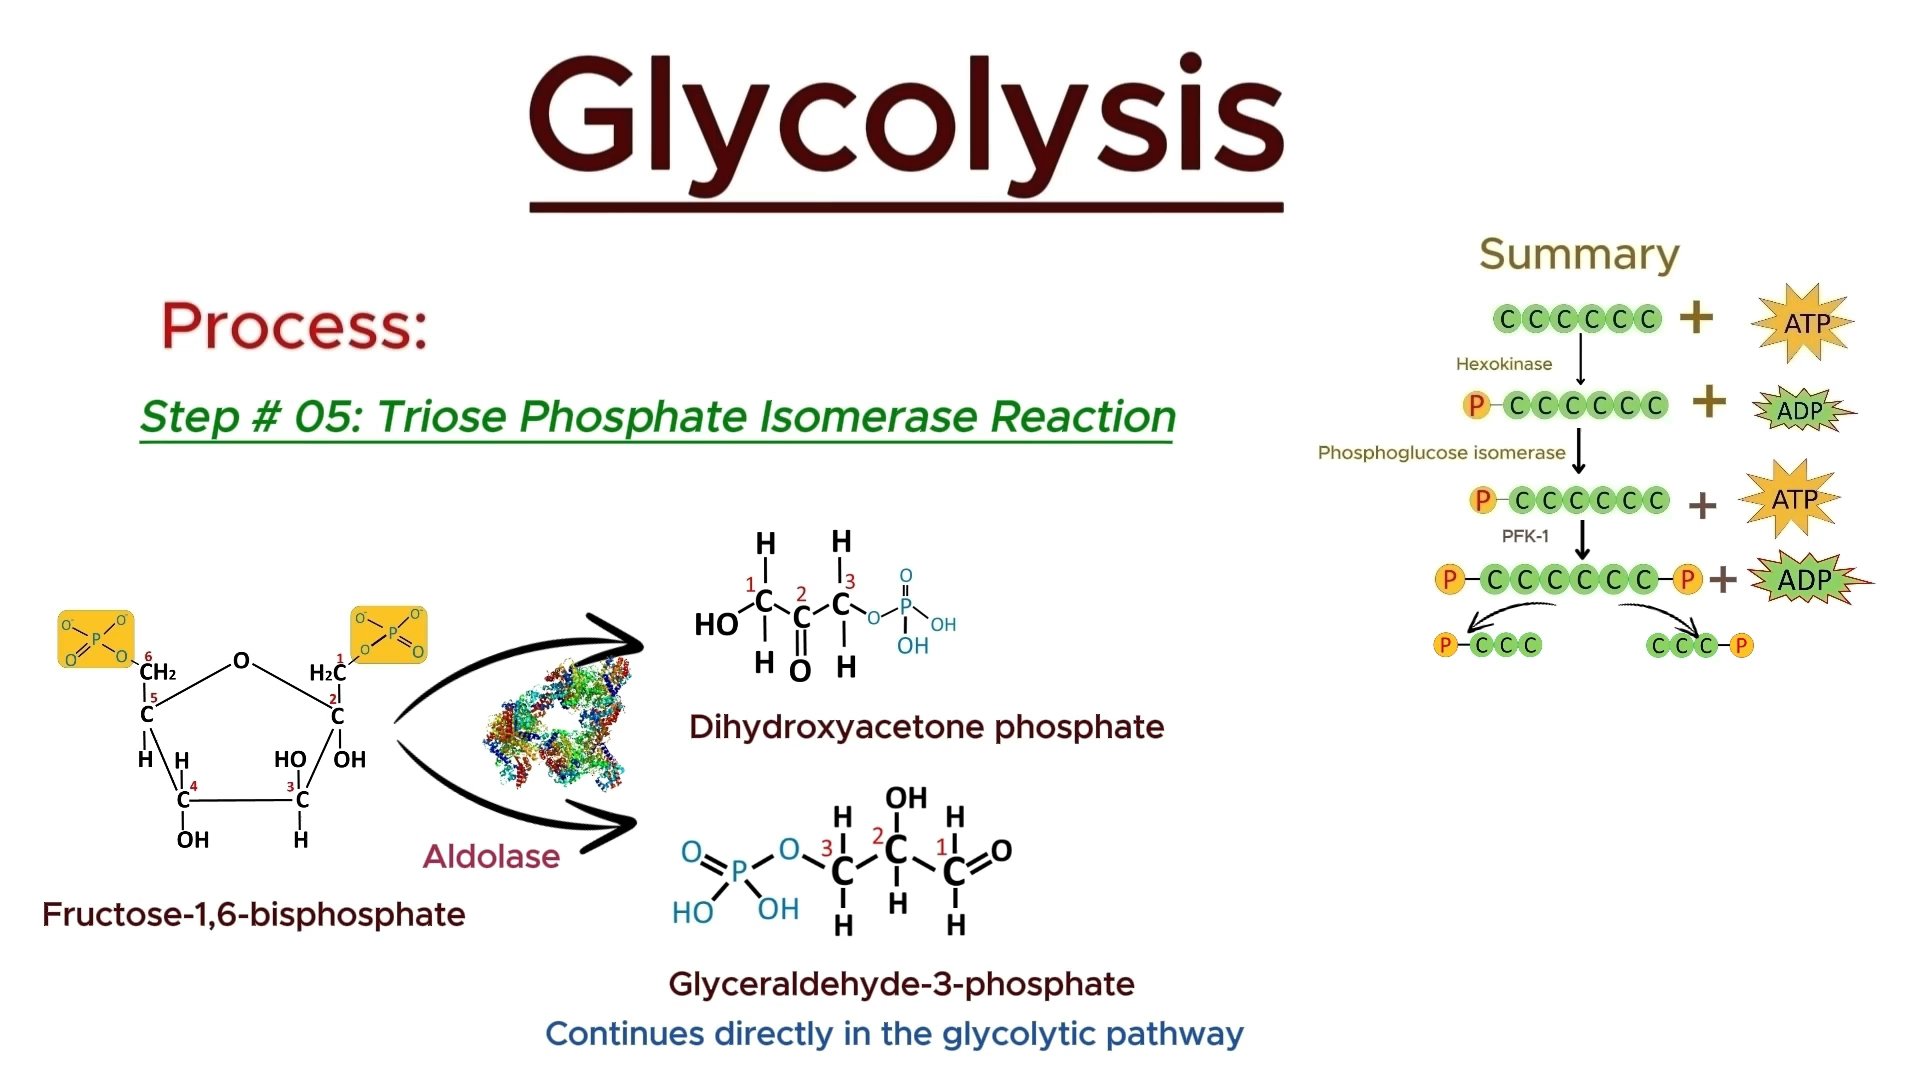 Glycolysis
Process:
Step # 05: Triose Phosphate Isomerase Reaction
Summary
C C C C C C + ATP
Hexokinase
P C C C C C C + ADP
Phosphoglucose isomerase
P C C C C C C + ATP
PFK-1
P C C C C C C P + ADP
P C C C
C C C P
O⁻ O⁻
P
O O
6
CH₂
5
C
H
H
4
C
OH
O
O⁻ O⁻
P
O O
1
H₂C
2
C
HO OH
3
C
H
Fructose-1,6-bisphosphate
Aldolase
H H
1 2 3
HO C C C O P O
OH
OH
H O H
Dihydroxyacetone phosphate
OH
H H
O P O 3 C 2 C 1 C O
HO OH
H H H
Glyceraldehyde-3-phosphate
Continues directly in the glycolytic pathway